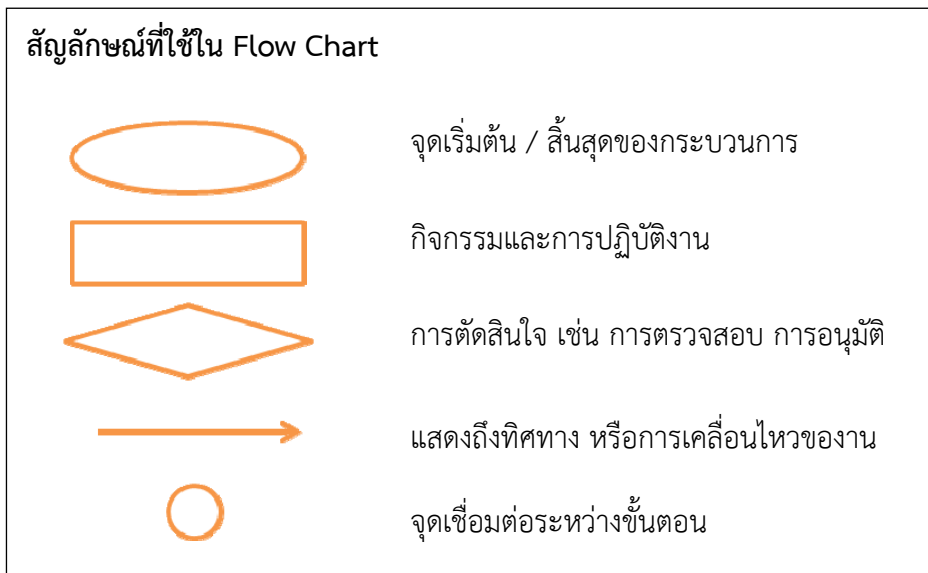 สัญลักษณ์ที่ใช้ใน Flow Chart
จุดเริ่มต้น / สิ้นสุดของกระบวนการ
กิจกรรมและการปฏิบัติงาน
การตัดสินใจ เช่น การตรวจสอบ การอนุมัติ
แสดงถึงทิศทาง หรือการเคลื่อนไหวของงาน
จุดเชื่อมต่อระหว่างขั้นตอน